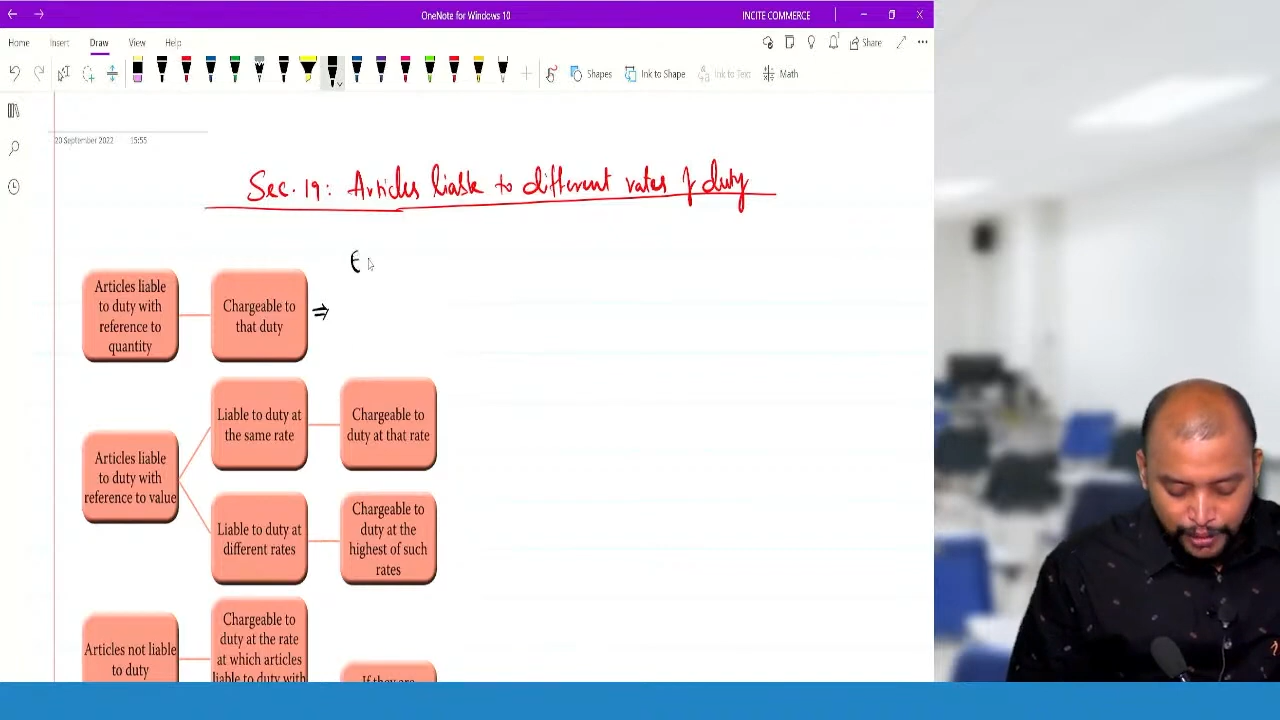 OneNote for Windows 10
INCITE COMMERCE
Home
Insert
Draw
View
Help
Share
Shapes
Ink to Shape
Ink to Text
Math
20 September 2022
15:55
Sec. 19: Articles liable to different rates of duty
Articles liable
to duty with
reference to
quantity
Chargeable to
that duty
⇒
Articles liable
to duty with
reference to value
Liable to duty at
the same rate
Chargeable to
duty at that rate
Liable to duty at
different rates
Chargeable to
duty at the
highest of such
rates
Articles not liable
to duty
Chargeable to
duty at the rate
at which articles
liable to duty with
If they are